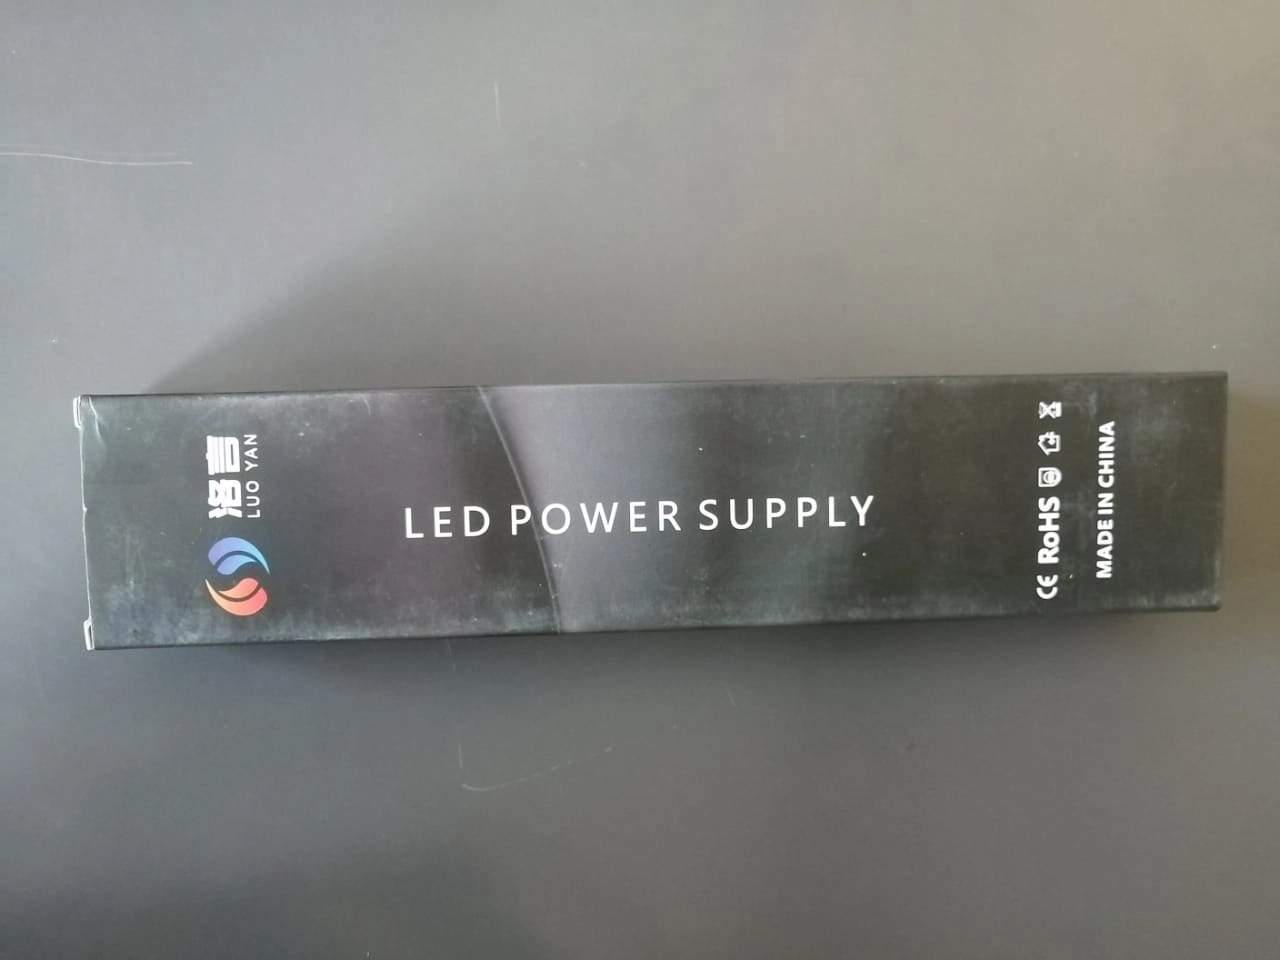 洛言
LUO YAN
LED POWER SUPPLY
CE RoHS
MADE IN CHINA